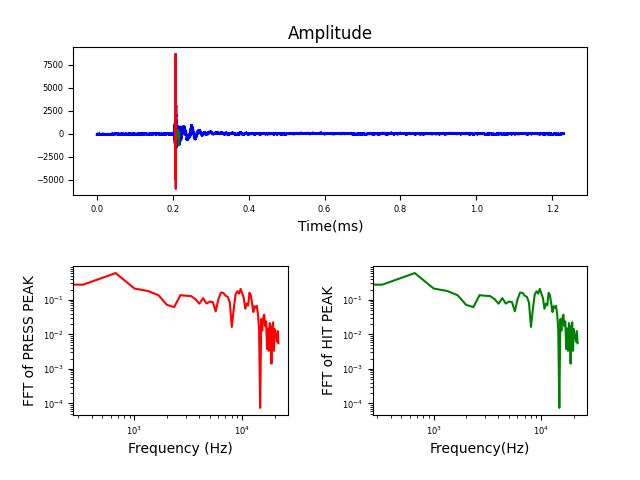 Amplitude
7500
5000
2500
0
−2500
−5000
0.0 0.2 0.4 0.6 0.8 1.0 1.2
Time(ms)
FFT of PRESS PEAK
10⁻¹
10⁻²
10⁻³
10⁻⁴
10³ 10⁴
Frequency (Hz)
FFT of HIT PEAK
10⁻¹
10⁻²
10⁻³
10⁻⁴
10³ 10⁴
Frequency(Hz)